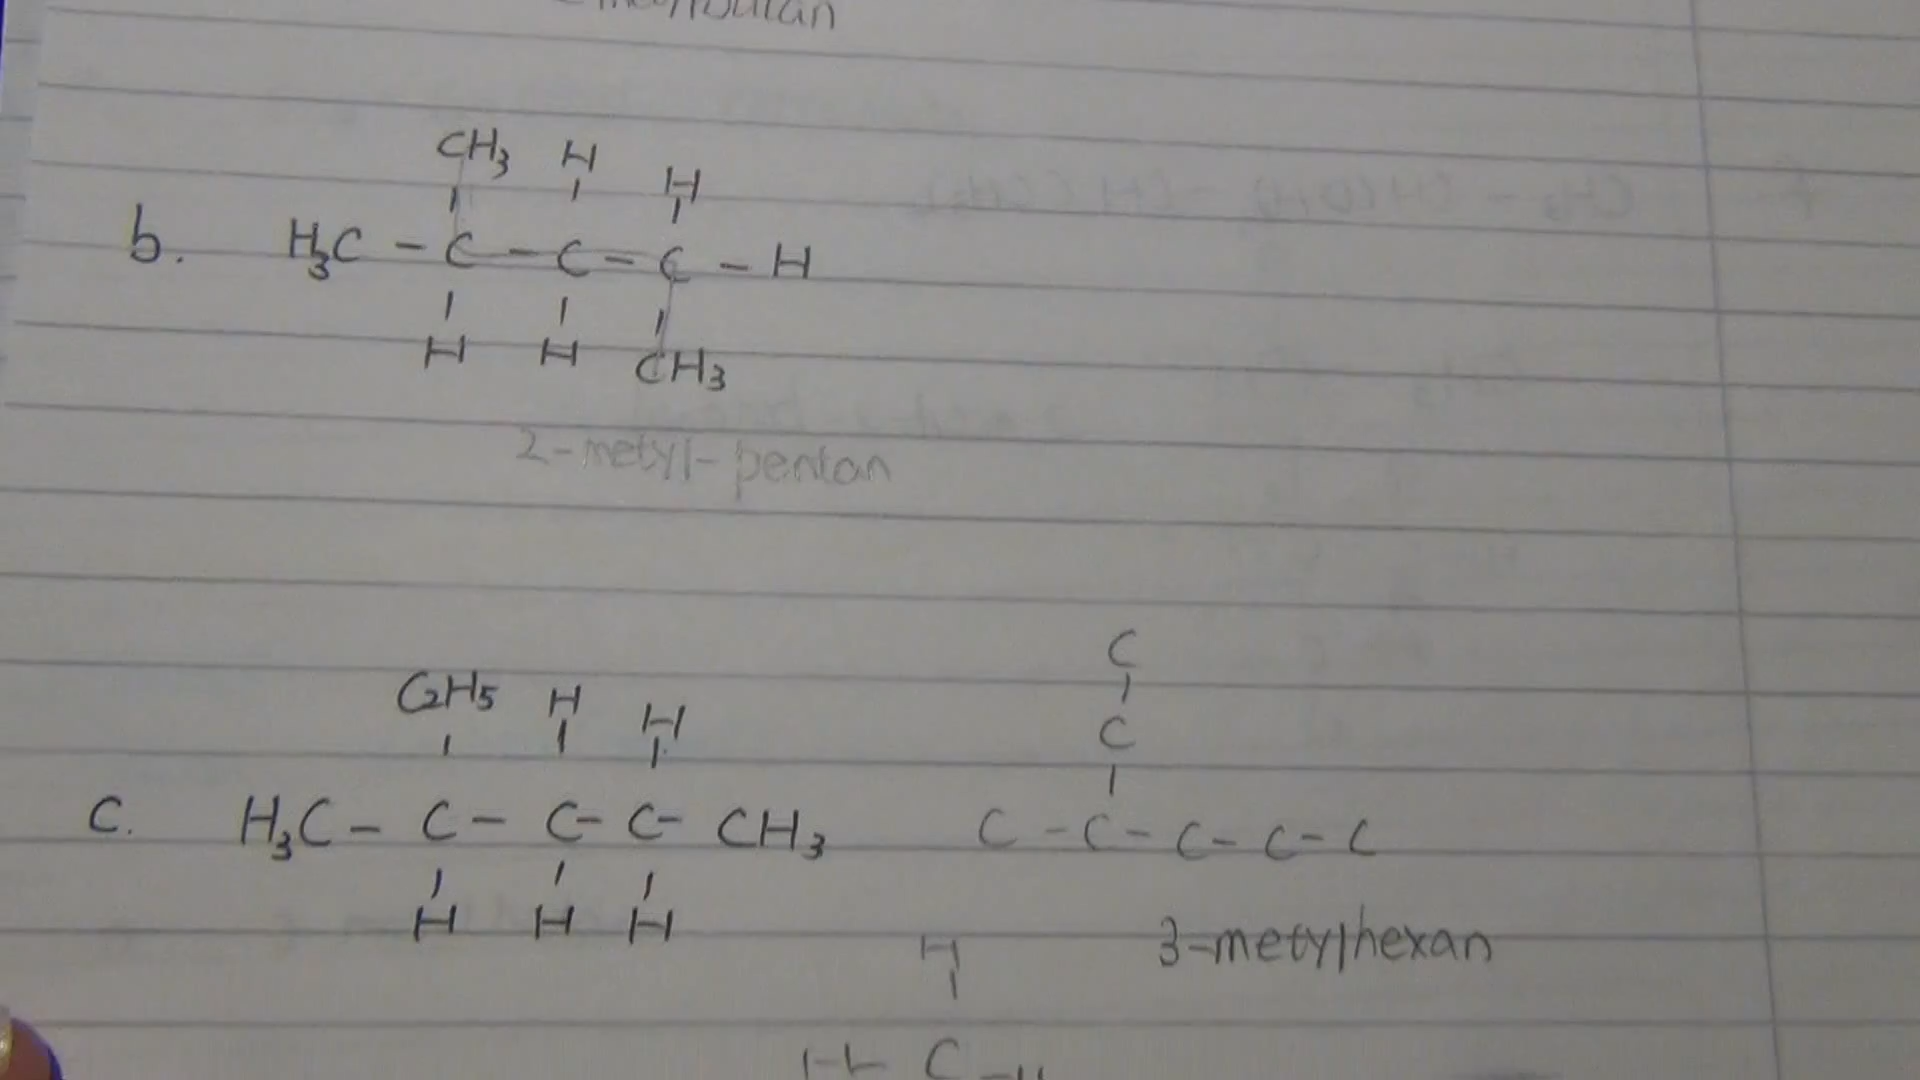 CH3 H H
b. H3C - C - C - C - H
H H CH3
2-metyl-pentan
C
C2H5 H H C
c. H3C - C - C - C - CH3 C - C - C - C - C
H H H
3-metylhexan
H